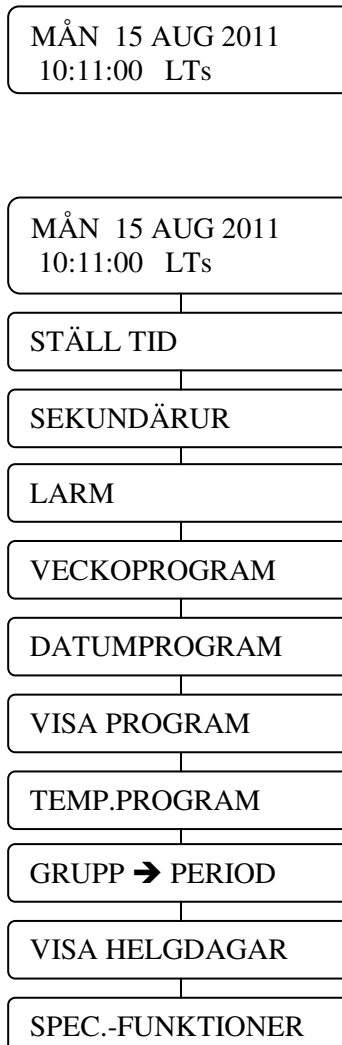 MÅN 15 AUG 2011
10:11:00 LTs
MÅN 15 AUG 2011
10:11:00 LTs
STÄLL TID
SEKUNDÄRUR
LARM
VECKOPROGRAM
DATUMPROGRAM
VISA PROGRAM
TEMP.PROGRAM
GRUPP ➔ PERIOD
VISA HELGDAGAR
SPEC.-FUNKTIONER